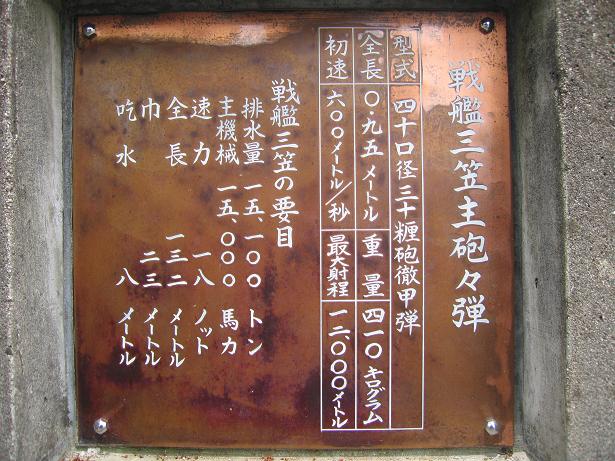 戦艦三笠主砲々弾
型式 四十口径三十糎砲徹甲弾
全長 〇・九五メートル 重量 四一〇キログラム
初速 六〇〇メートル/秒 最大射程 一二、〇〇〇メートル
戦艦三笠の要目
排水量 一五、一〇〇トン
主機械 一五、〇〇〇馬力
速力 一八ノット
全長 一三二メートル
巾 二三メートル
吃水 八メートル